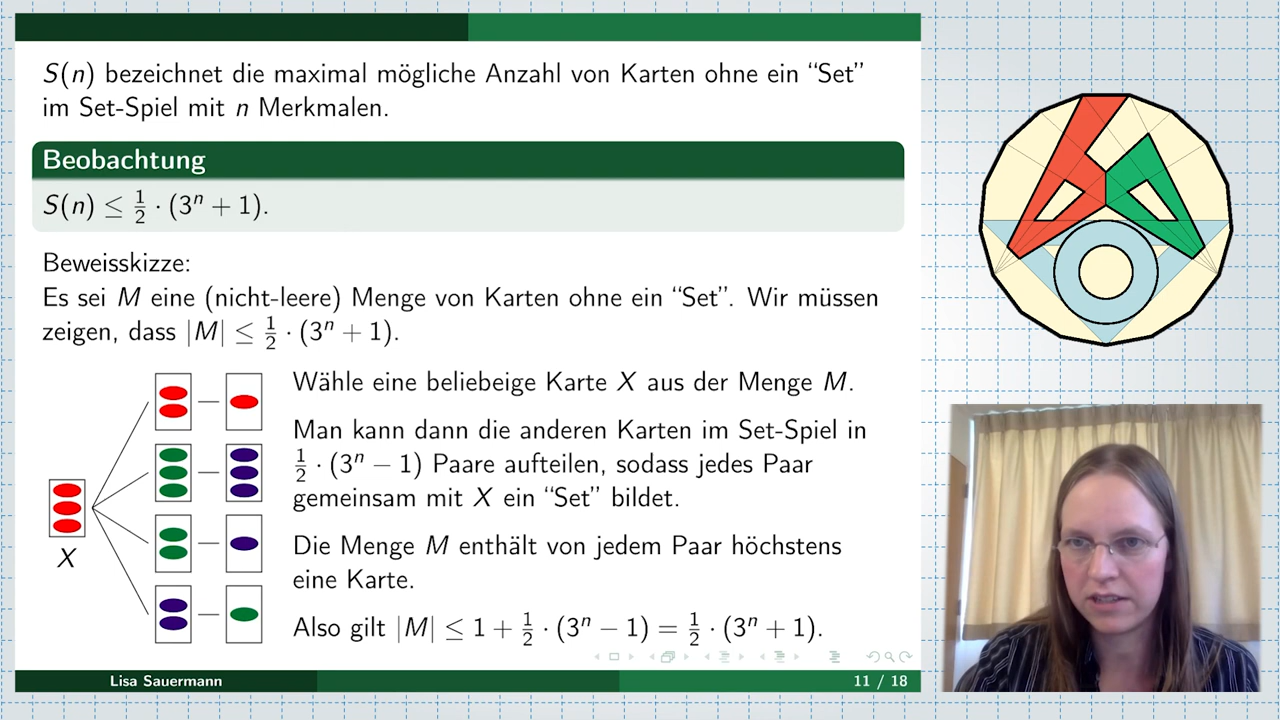 S(n) bezeichnet die maximal mögliche Anzahl von Karten ohne ein “Set”
im Set-Spiel mit n Merkmalen.
Beobachtung
S(n) ≤ ½ · (3ⁿ + 1).
Beweisskizze:
Es sei M eine (nicht-leere) Menge von Karten ohne ein “Set”. Wir müssen
zeigen, dass |M| ≤ ½ · (3ⁿ + 1).
Wähle eine beliebeige Karte X aus der Menge M.
Man kann dann die anderen Karten im Set-Spiel in
½ · (3ⁿ − 1) Paare aufteilen, sodass jedes Paar
gemeinsam mit X ein “Set” bildet.
X
Die Menge M enthält von jedem Paar höchstens
eine Karte.
Also gilt |M| ≤ 1 + ½ · (3ⁿ − 1) = ½ · (3ⁿ + 1).
Lisa Sauermann
11 / 18